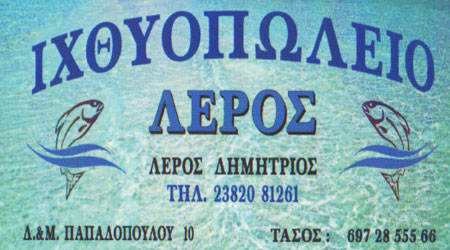 ΙΧΘΥΟΠΩΛΕΙΟ
ΛΕΡΟΣ
ΛΕΡΟΣ ΔΗΜΗΤΡΙΟΣ
ΤΗΛ. 23820 81261
Δ.&Μ. ΠΑΠΑΔΟΠΟΥΛΟΥ 10 ΤΑΣΟΣ : 697 28 555 66